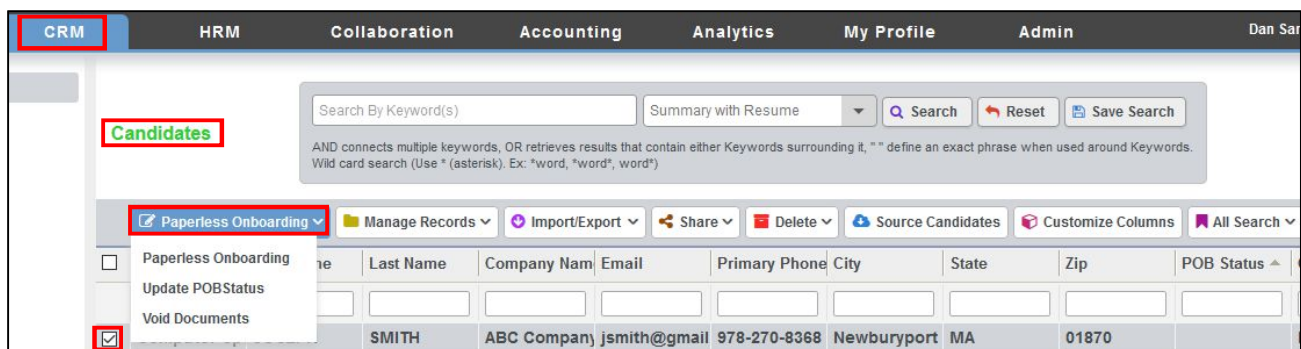 CRM HRM Collaboration Accounting Analytics My Profile Admin Dan Sar
Search By Keyword(s) Summary with Resume Search Reset Save Search
Candidates
AND connects multiple keywords, OR retrieves results that contain either Keywords surrounding it, " " define an exact phrase when used around Keywords.
Wild card search (Use * (asterisk). Ex: *word, *word*, word*)
Paperless Onboarding Manage Records Import/Export Share Delete Source Candidates Customize Columns All Search
Paperless Onboarding
Update POBStatus
Void Documents
Last Name Company Nam Email Primary Phone City State Zip POB Status
SMITH ABC Company jsmith@gmail 978-270-8368 Newburyport MA 01870